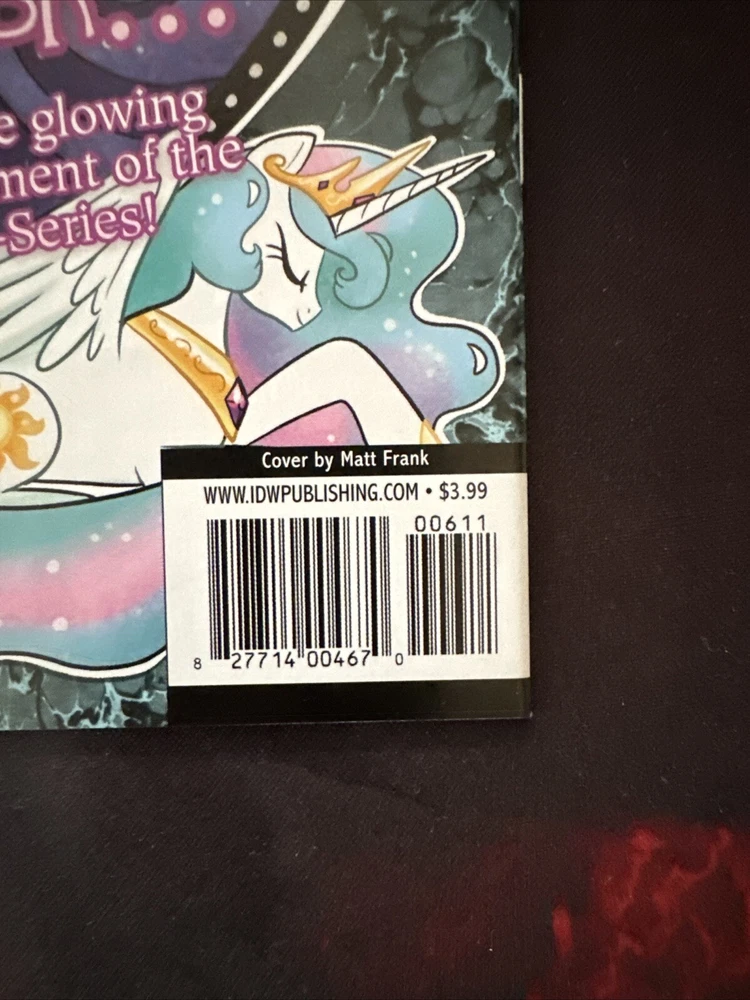 e glowing
ment of the
-Series!
Cover by Matt Frank
WWW.IDWPUBLISHING.COM • $3.99
00611
8 27714 00467 0